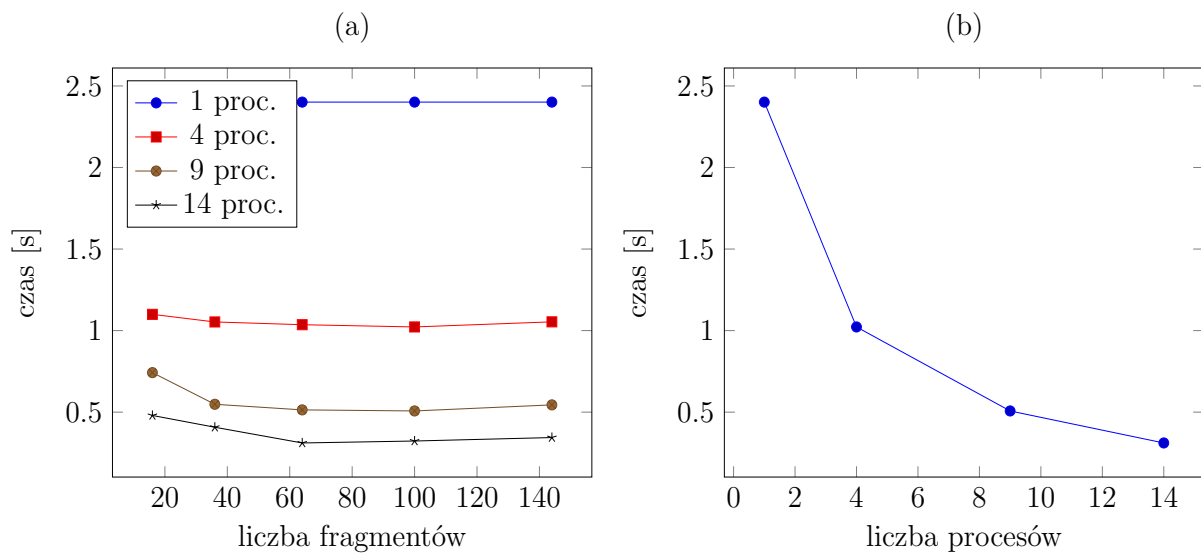 (a)
2.5
2
1.5
1
0.5
20 40 60 80 100 120 140
czas [s]
liczba fragmentów
1 proc.
4 proc.
9 proc.
14 proc.
(b)
2.5
2
1.5
1
0.5
0 2 4 6 8 10 12 14
czas [s]
liczba procesów